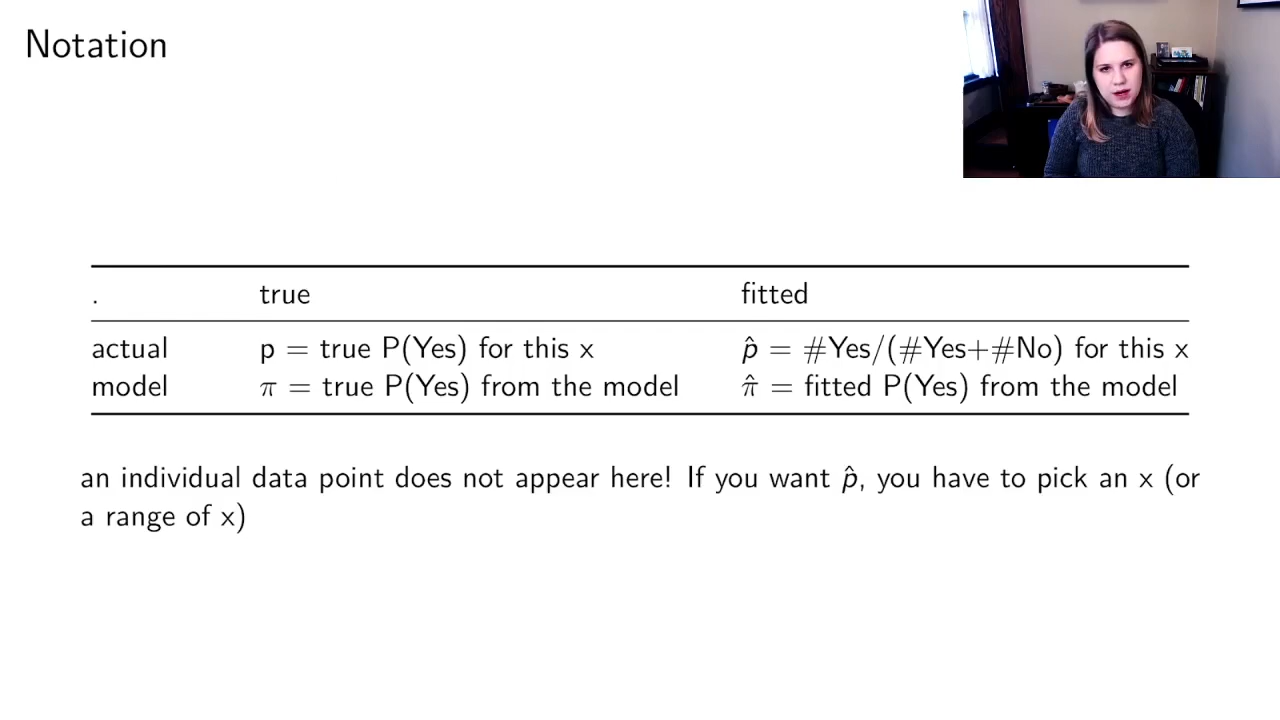 Notation
. true fitted
actual p = true P(Yes) for this x p̂ = #Yes/(#Yes+#No) for this x
model π = true P(Yes) from the model π̂ = fitted P(Yes) from the model
an individual data point does not appear here! If you want p̂, you have to pick an x (or
a range of x)